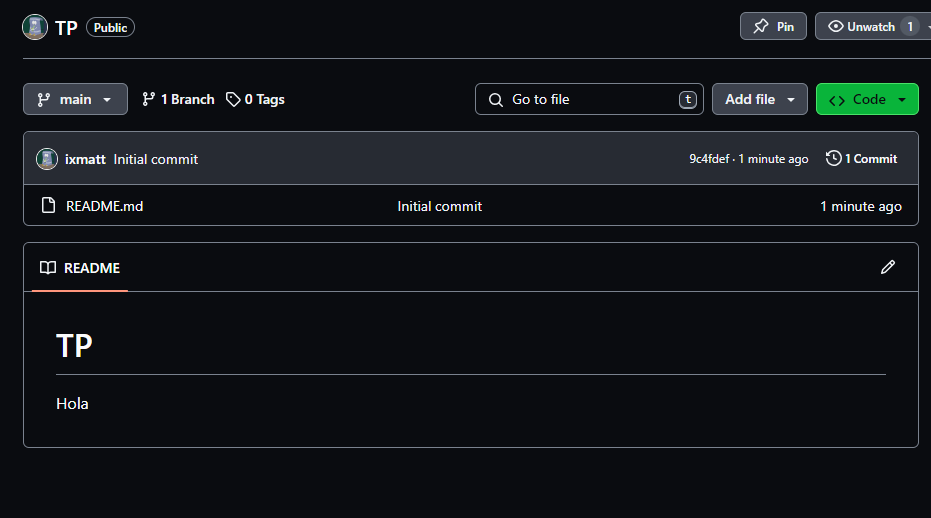 TP Public Pin Unwatch 1
main 1 Branch 0 Tags Go to file t Add file Code
ixmatt Initial commit 9c4fdef · 1 minute ago 1 Commit
README.md Initial commit 1 minute ago
README
TP
Hola